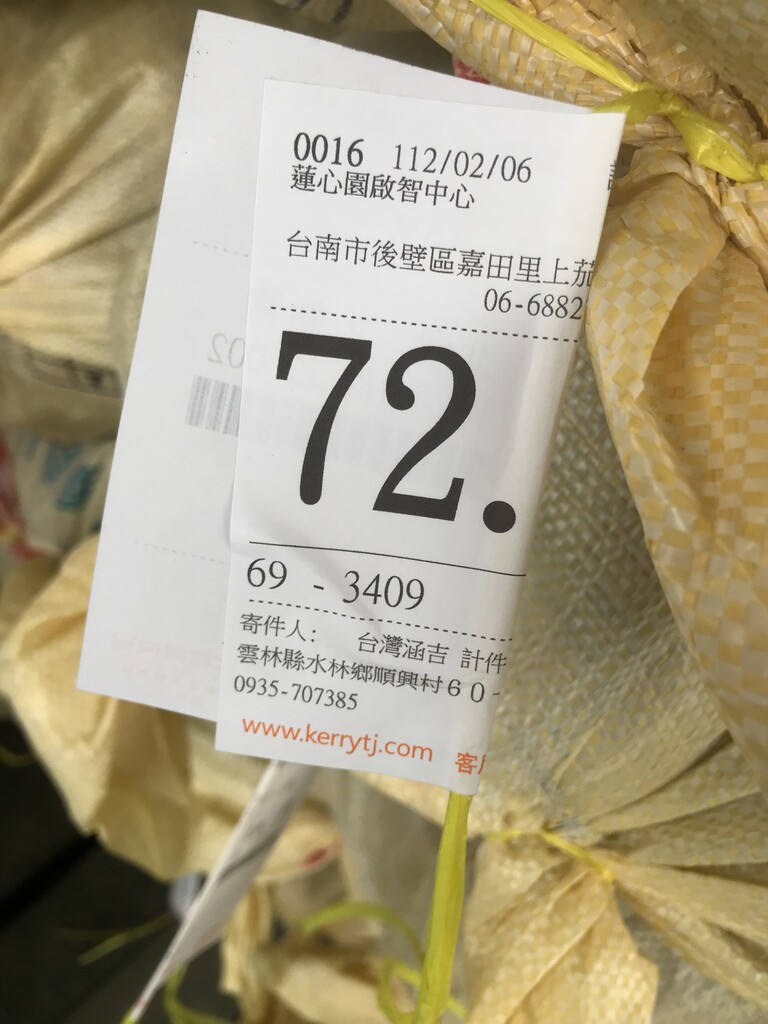 0016 112/02/06
蓮心園啟智中心
台南市後壁區嘉田里上茄
06-6882
72.
69 - 3409
寄件人: 台灣涵吉 計件
雲林縣水林鄉順興村60-
0935-707385
www.kerrytj.com 客
02